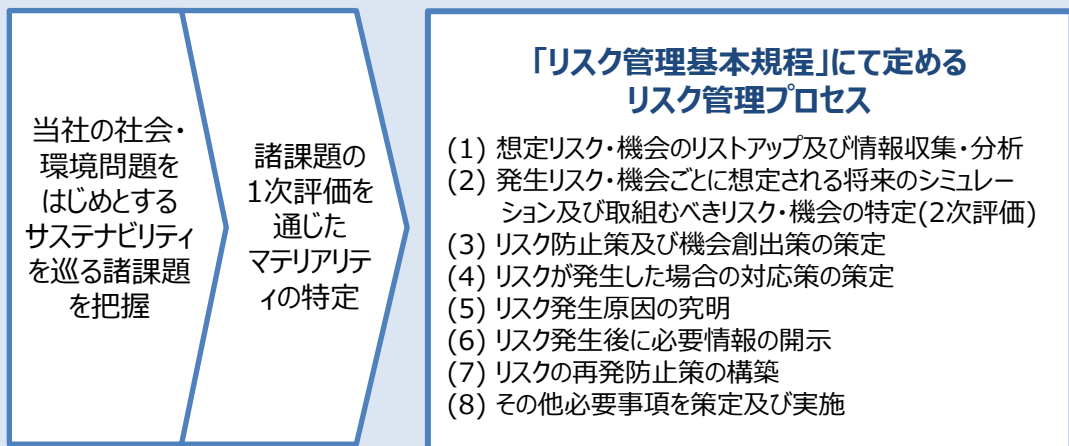 当社の社会・
環境問題を
はじめとする
サステナビリティ
を巡る諸課題
を把握
諸課題の
1次評価を
通じた
マテリアリテ
ィの特定
「リスク管理基本規程」にて定める
リスク管理プロセス
(1) 想定リスク・機会のリストアップ及び情報収集・分析
(2) 発生リスク・機会ごとに想定される将来のシミュレー
ション及び取組むべきリスク・機会の特定(2次評価)
(3) リスク防止策及び機会創出策の策定
(4) リスクが発生した場合の対応策の策定
(5) リスク発生原因の究明
(6) リスク発生後に必要情報の開示
(7) リスクの再発防止策の構築
(8) その他必要事項を策定及び実施